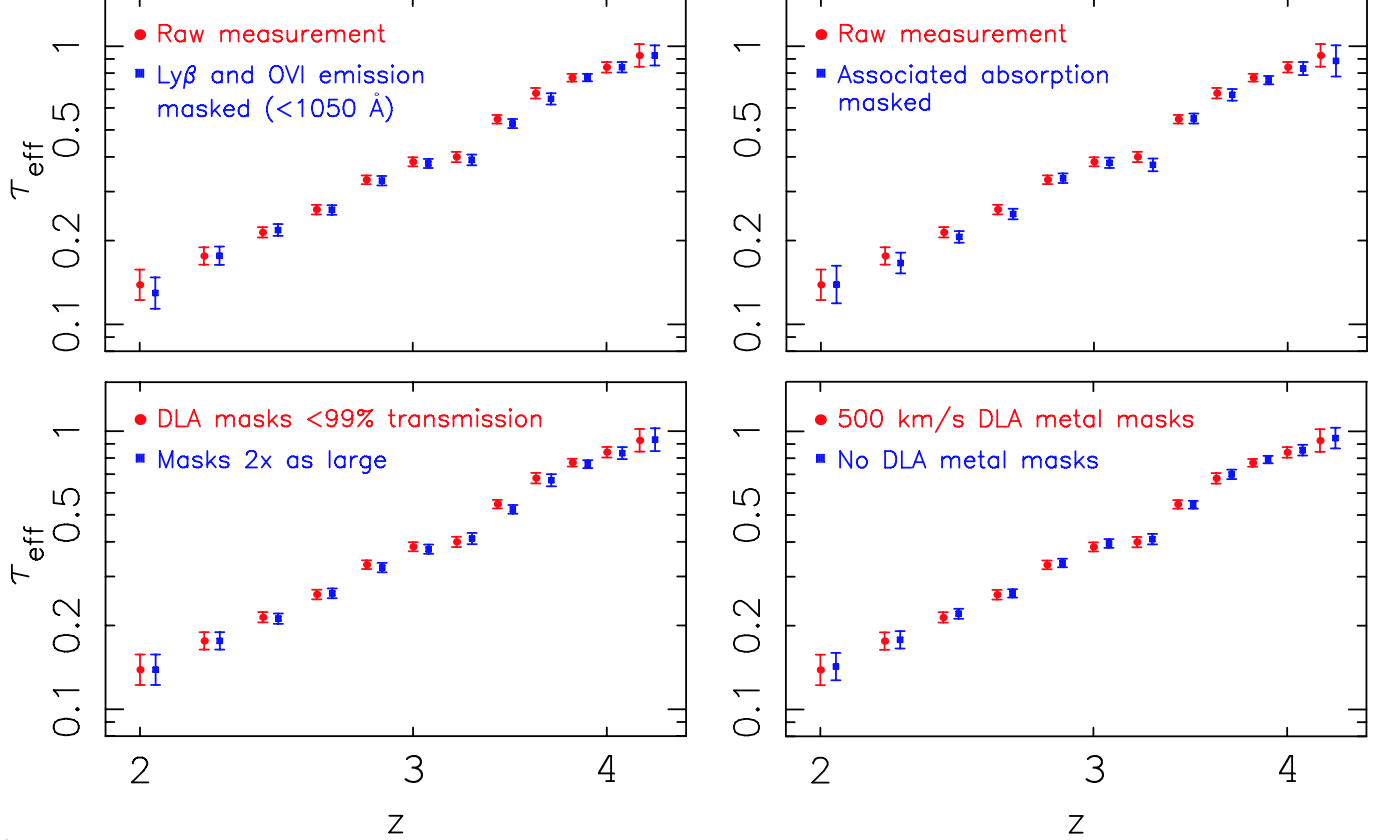 Raw measurement
Lyβ and OVI emission
masked (<1050 Å)
τeff
1
0.5
0.2
0.1
Raw measurement
Associated absorption
masked
1
0.5
0.2
0.1
DLA masks <99% transmission
Masks 2x as large
τeff
1
0.5
0.2
0.1
2 3 4
z
500 km/s DLA metal masks
No DLA metal masks
1
0.5
0.2
0.1
2 3 4
z